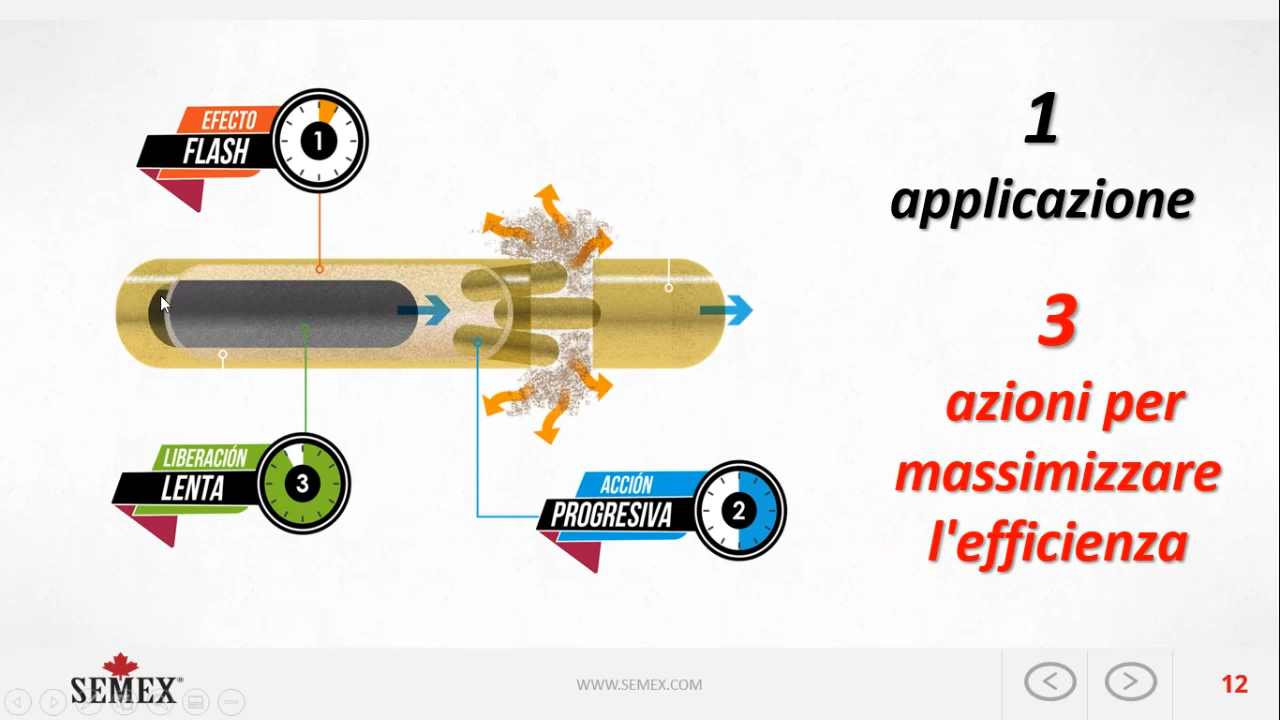 EFECTO
FLASH
1
LIBERACIÓN
LENTA
3
ACCIÓN
PROGRESIVA
2
1
applicazione
3
azioni per
massimizzare
l'efficienza
SEMEX®
WWW.SEMEX.COM
12